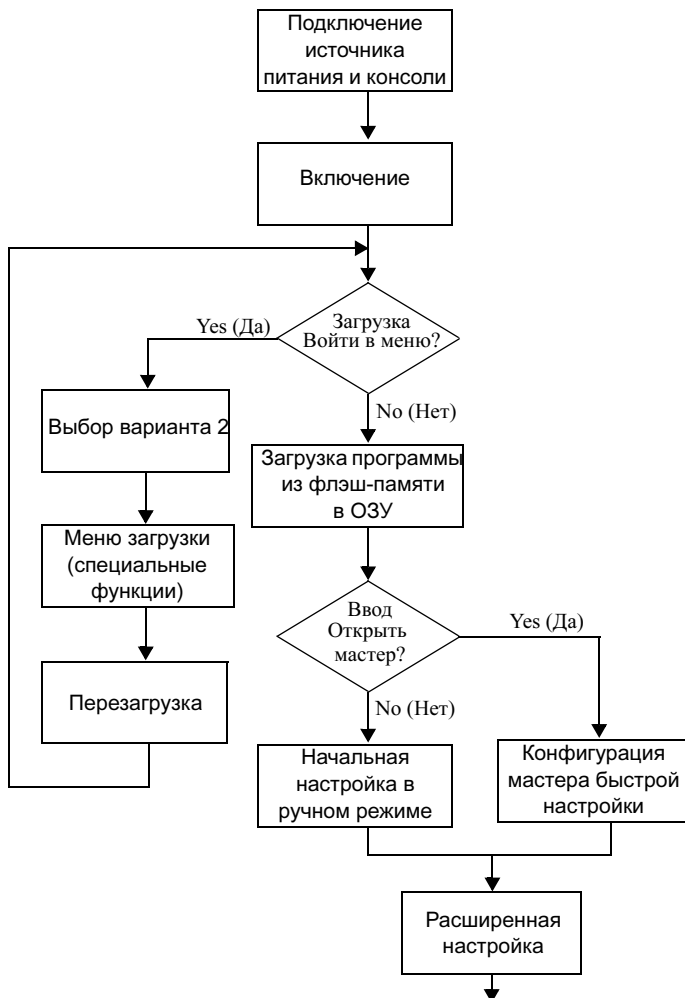 Подключение
источника
питания и консоли
Включение
Загрузка
Войти в меню?
Yes (Да)
No (Нет)
Выбор варианта 2
Загрузка программы
из флэш-памяти
в ОЗУ
Меню загрузки
(специальные
функции)
Ввод
Открыть
мастер?
Yes (Да)
No (Нет)
Перезагрузка
Начальная
настройка в
ручном режиме
Конфигурация
мастера быстрой
настройки
Расширенная
настройка